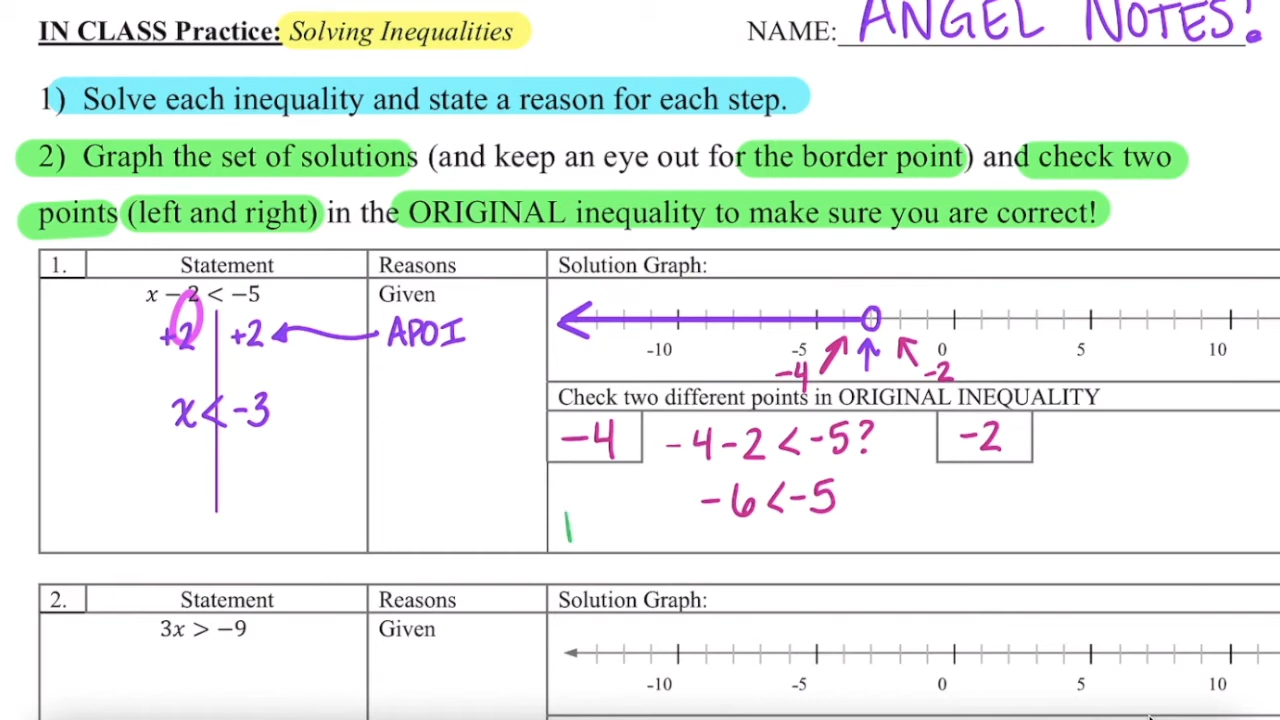 IN CLASS Practice: Solving Inequalities NAME: ANGEL NOTES!
1) Solve each inequality and state a reason for each step.
2) Graph the set of solutions (and keep an eye out for the border point) and check two
points (left and right) in the ORIGINAL inequality to make sure you are correct!
1. Statement Reasons Solution Graph:
x − 2 < −5 Given
+2 +2 APOI
-10 -5 0 5 10
-4 -2
x < -3
Check two different points in ORIGINAL INEQUALITY
-4 -4-2<-5? -2
-6<-5
2. Statement Reasons Solution Graph:
3x > −9 Given
-10 -5 0 5 10